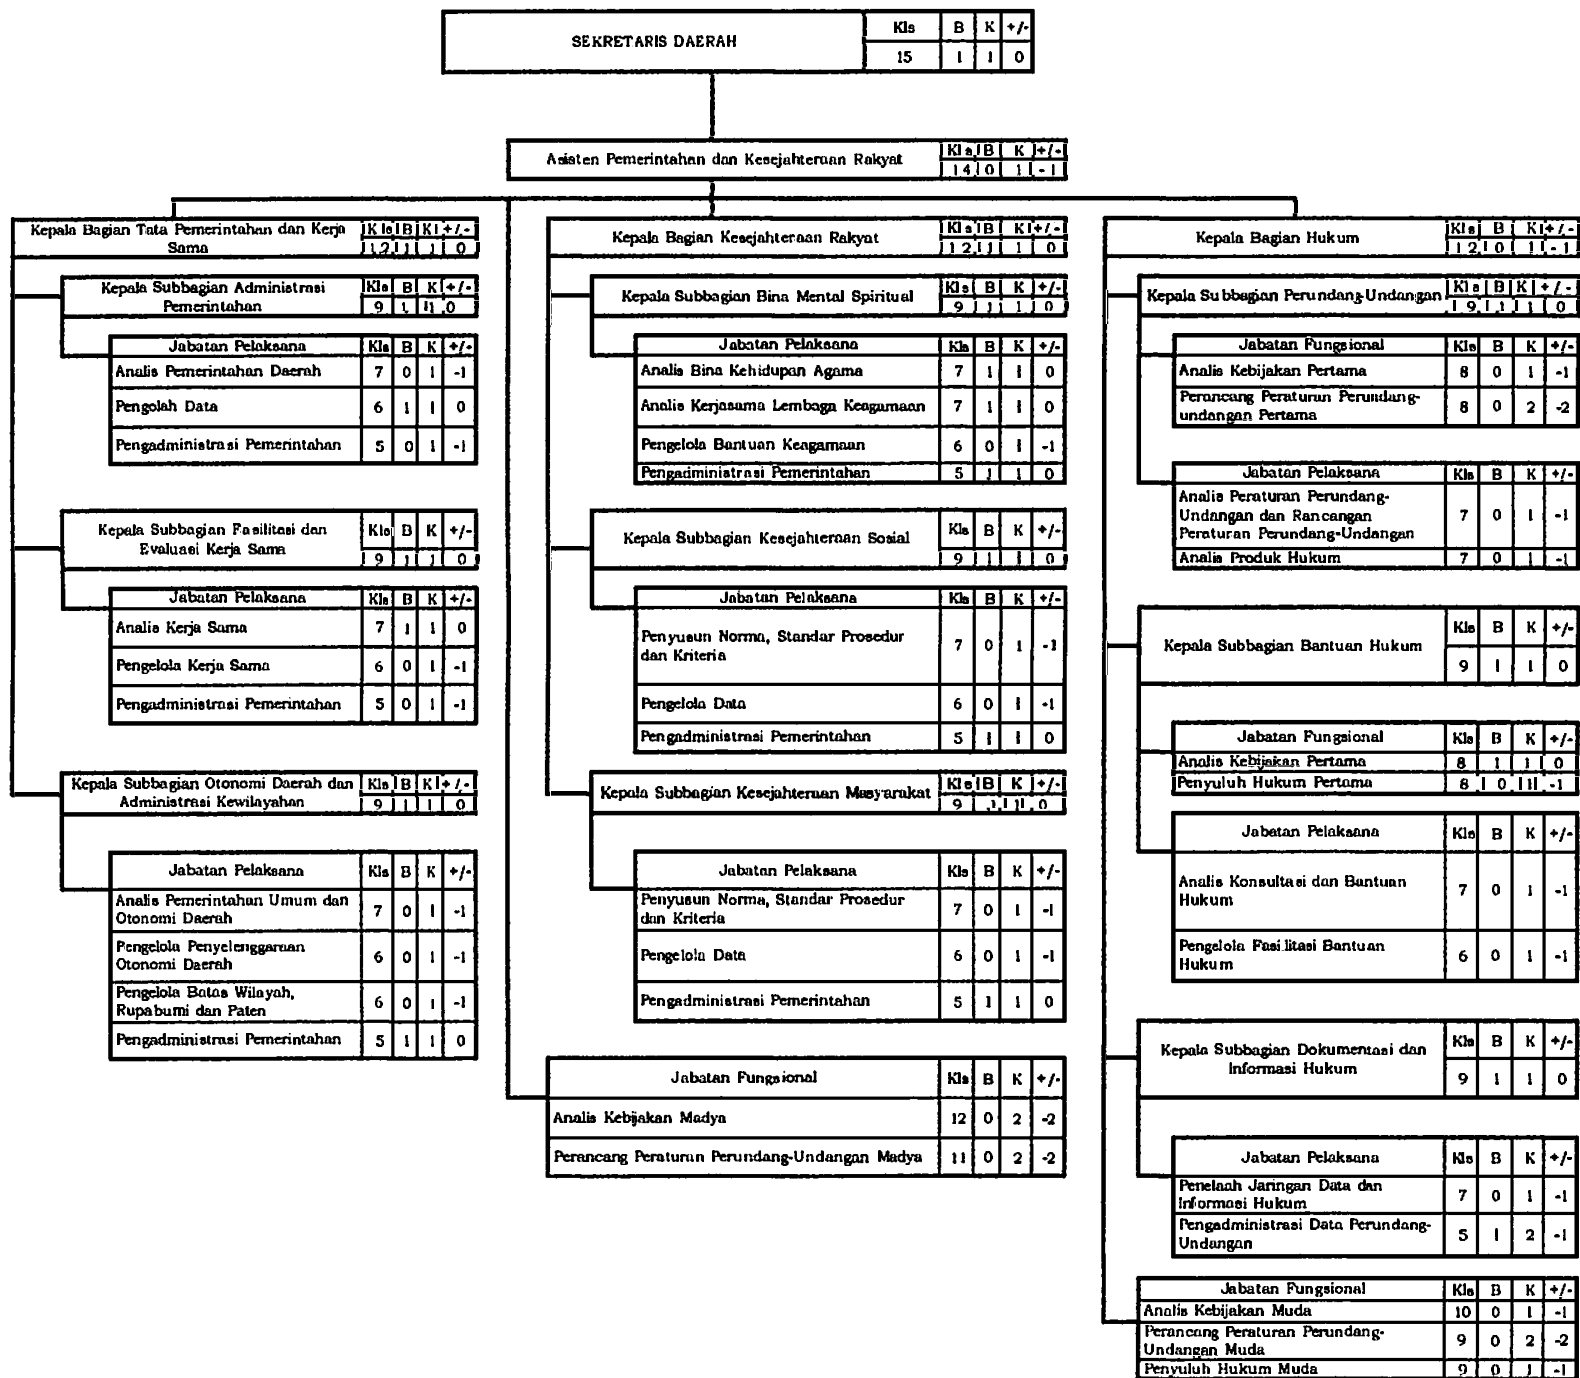 SEKRETARIS DAERAH Kls B K +/-
15 1 1 0
Asisten Pemerintahan dan Kesejahteraan Rakyat Kls B K +/-
14 0 1 -1
Kepala Bagian Tata Pemerintahan dan Kerja Kls B K +/-
Sama 12 1 1 0
Kepala Subbagian Administrasi Kls B K +/-
Pemerintahan 9 1 1 0
Jabatan Pelaksana Kls B K +/-
Analis Pemerintahan Daerah 7 0 1 -1
Pengolah Data 6 1 1 0
Pengadministrasi Pemerintahan 5 0 1 -1
Kepala Subbagian Fasilitasi dan Kls B K +/-
Evaluasi Kerja Sama 9 1 1 0
Jabatan Pelaksana Kls B K +/-
Analis Kerja Sama 7 1 1 0
Pengelola Kerja Sama 6 0 1 -1
Pengadministrasi Pemerintahan 5 0 1 -1
Kepala Subbagian Otonomi Daerah dan Kls B K +/-
Administrasi Kewilayahan 9 1 1 0
Jabatan Pelaksana Kls B K +/-
Analis Pemerintahan Umum dan
Otonomi Daerah 7 0 1 -1
Pengelola Penyelenggaraan
Otonomi Daerah 6 0 1 -1
Pengelola Batas Wilayah,
Rupabumi dan Paten 6 0 1 -1
Pengadministrasi Pemerintahan 5 1 1 0
Kepala Bagian Kesejahteraan Rakyat Kls B K +/-
12 1 1 0
Kepala Subbagian Bina Mental Spiritual Kls B K +/-
9 1 1 0
Jabatan Pelaksana Kls B K +/-
Analis Bina Kehidupan Agama 7 1 1 0
Analis Kerjasama Lembaga Keagamaan 7 1 1 0
Pengelola Bantuan Keagamaan 6 0 1 -1
Pengadministrasi Pemerintahan 5 1 1 0
Kepala Subbagian Kesejahteraan Sosial Kls B K +/-
9 1 1 0
Jabatan Pelaksana Kls B K +/-
Penyusun Norma, Standar Prosedur
dan Kriteria 7 0 1 -1
Pengelola Data 6 0 1 -1
Pengadministrasi Pemerintahan 5 1 1 0
Kepala Subbagian Kesejahteraan Masyarakat Kls B K +/-
9 1 1 0
Jabatan Pelaksana Kls B K +/-
Penyusun Norma, Standar Prosedur
dan Kriteria 7 0 1 -1
Pengelola Data 6 0 1 -1
Pengadministrasi Pemerintahan 5 1 1 0
Jabatan Fungsional Kls B K +/-
Analis Kebijakan Madya 12 0 2 -2
Perancang Peraturan Perundang-Undangan Madya 11 0 2 -2
Kepala Bagian Hukum Kls B K +/-
12 0 1 -1
Kepala Subbagian Perundang-Undangan Kls B K +/-
9 1 1 0
Jabatan Fungsional Kls B K +/-
Analis Kebijakan Pertama 8 0 1 -1
Perancang Peraturan Perundang-
undangan Pertama 8 0 2 -2
Jabatan Pelaksana Kls B K +/-
Analis Peraturan Perundang-
Undangan dan Rancangan 7 0 1 -1
Peraturan Perundang-Undangan
Analis Produk Hukum 7 0 1 -1
Kepala Subbagian Bantuan Hukum Kls B K +/-
9 1 1 0
Jabatan Fungsional Kls B K +/-
Analis Kebijakan Pertama 8 1 1 0
Penyuluh Hukum Pertama 8 0 1 -1
Jabatan Pelaksana Kls B K +/-
Analis Konsultasi dan Bantuan
Hukum 7 0 1 -1
Pengelola Fasilitasi Bantuan
Hukum 6 0 1 -1
Kepala Subbagian Dokumentasi dan Kls B K +/-
Informasi Hukum 9 1 1 0
Jabatan Pelaksana Kls B K +/-
Penelaah Jaringan Data dan
Informasi Hukum 7 0 1 -1
Pengadministrasi Data Perundang-
Undangan 5 1 2 -1
Jabatan Fungsional Kls B K +/-
Analis Kebijakan Muda 10 0 1 -1
Perancang Peraturan Perundang-
Undangan Muda 9 0 2 -2
Penyuluh Hukum Muda 9 0 1 -1